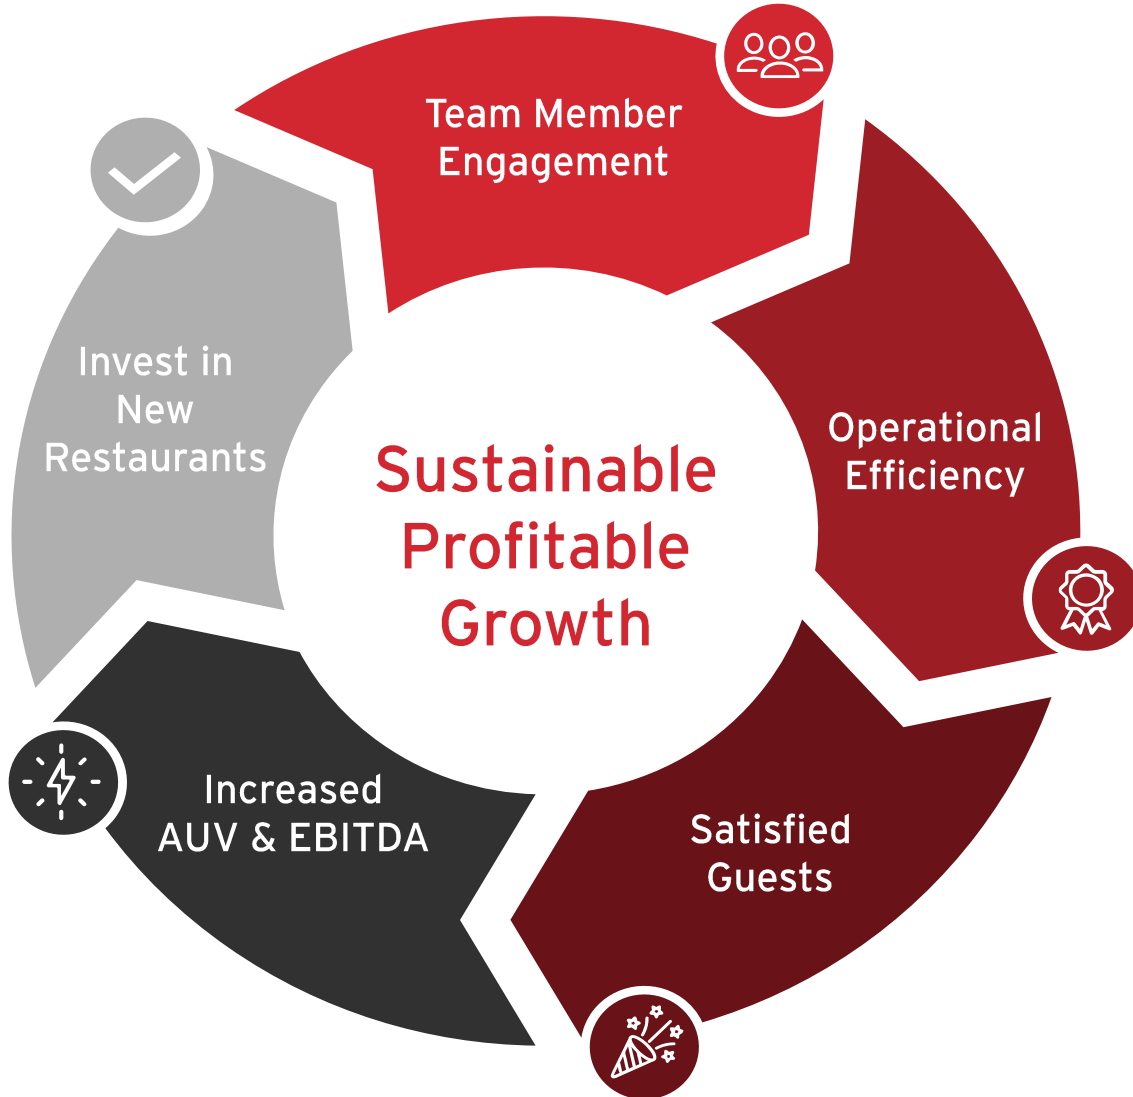 Team Member
Engagement
Operational
Efficiency
Satisfied
Guests
Increased
AUV & EBITDA
Invest in
New
Restaurants
Sustainable
Profitable
Growth